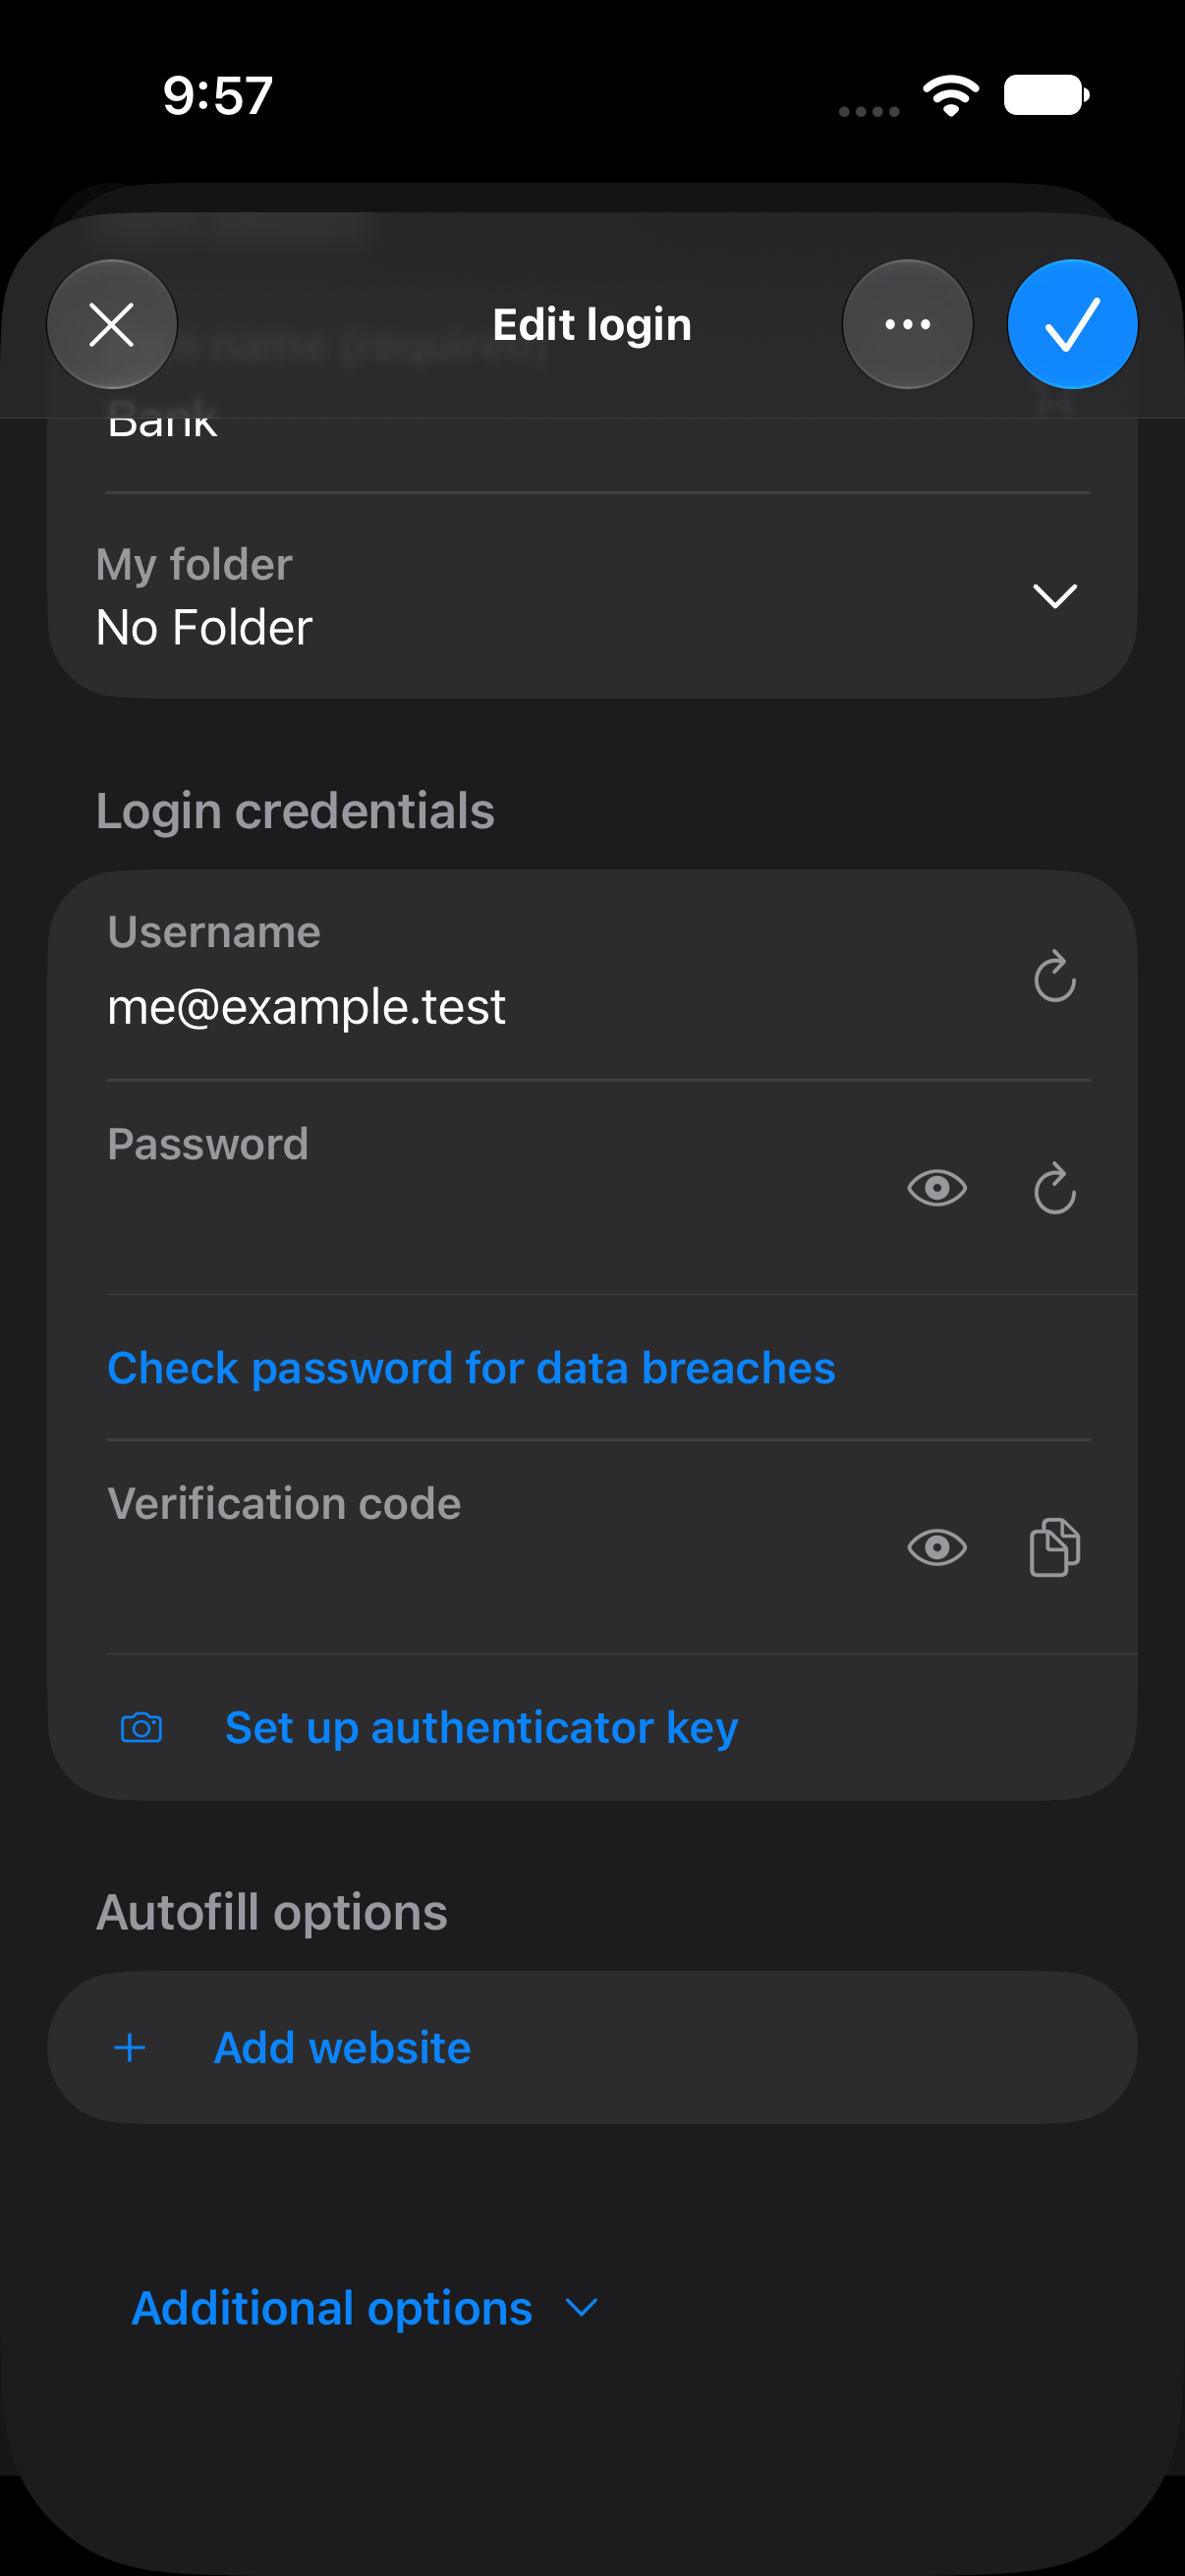 9:57
Edit login
Bank
My folder
No Folder
Login credentials
Username
me@example.test
Password
Check password for data breaches
Verification code
Set up authenticator key
Autofill options
Add website
Additional options